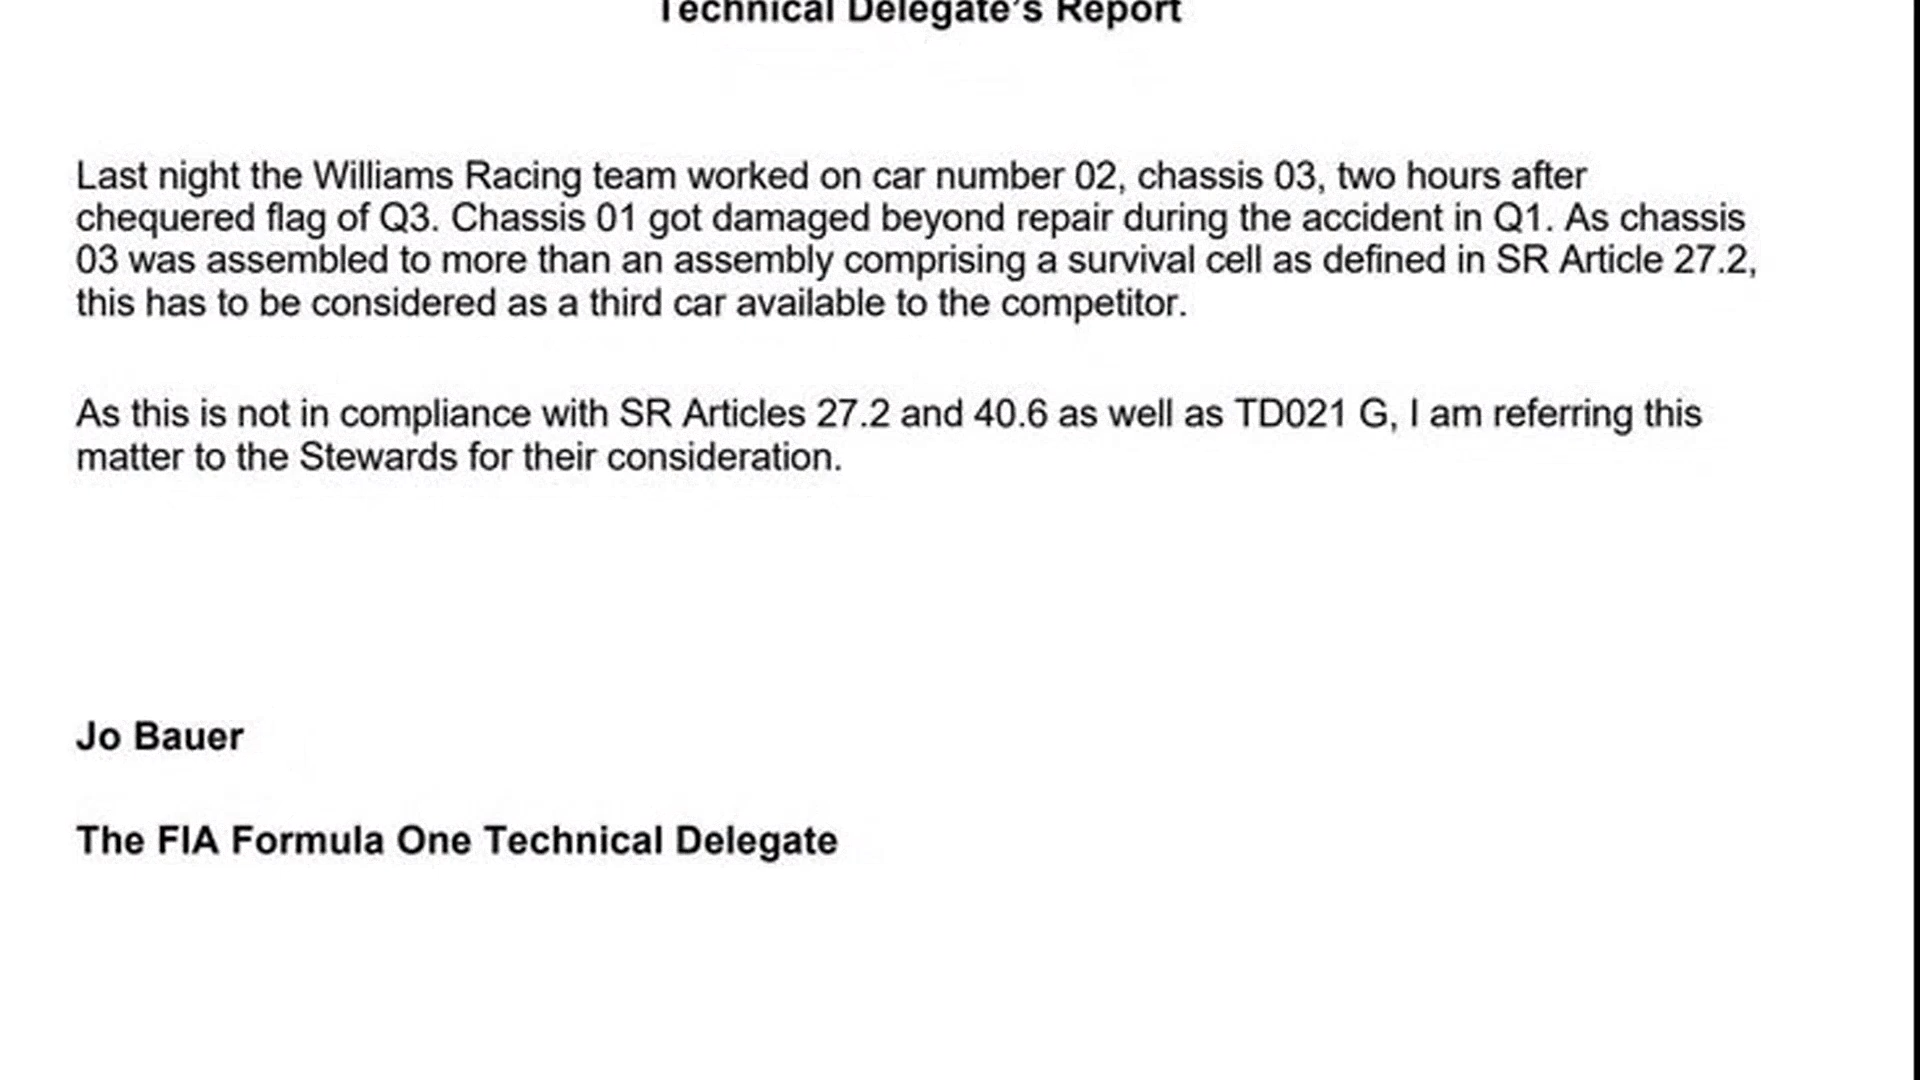 Technical Delegate's Report
Last night the Williams Racing team worked on car number 02, chassis 03, two hours after
chequered flag of Q3. Chassis 01 got damaged beyond repair during the accident in Q1. As chassis
03 was assembled to more than an assembly comprising a survival cell as defined in SR Article 27.2,
this has to be considered as a third car available to the competitor.
As this is not in compliance with SR Articles 27.2 and 40.6 as well as TD021 G, I am referring this
matter to the Stewards for their consideration.
Jo Bauer
The FIA Formula One Technical Delegate